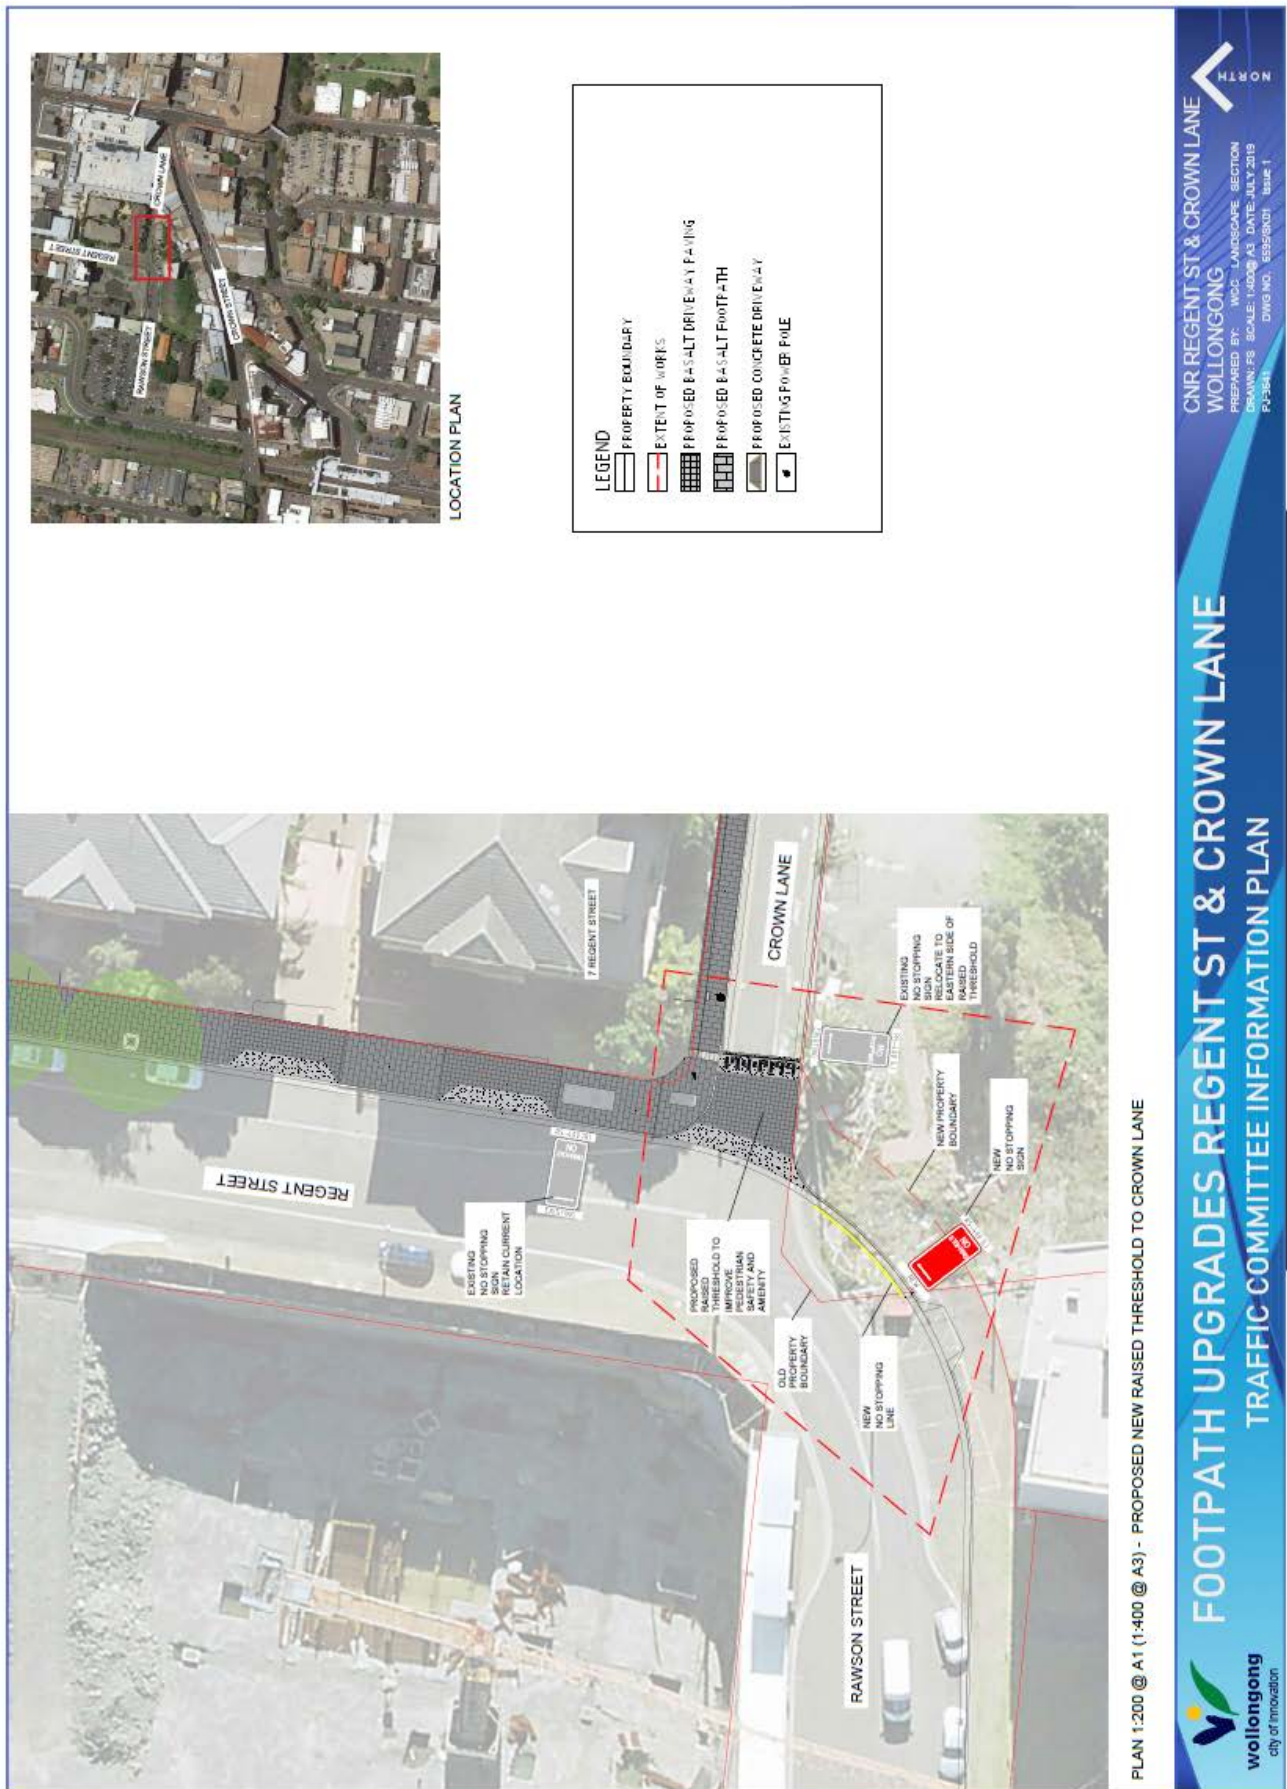 REGENT STREET
CROWN LANE
RAWSON STREET
CROWN STREET
LOCATION PLAN
LEGEND
PROPERTY BOUNDARY
EXTENT OF WORKS
PROPOSED BASALT DRIVEWAY PAVING
PROPOSED BASALT FOOTPATH
PROPOSED CONCRETE DRIVEWAY
EXISTING POWER POLE
REGENT STREET
7 REGENT STREET
CROWN LANE
RAWSON STREET
EXISTING
NO STOPPING
SIGN
RETAIN CURRENT
LOCATION
PROPOSED
RAISED
THRESHOLD TO
IMPROVE
PEDESTRIAN
SAFETY AND
AMENITY
OLD
PROPERTY
BOUNDARY
NEW
NO STOPPING
LINE
EXISTING
NO STOPPING
SIGN
RELOCATE TO
EASTERN SIDE OF
RAISED
THRESHOLD
NEW PROPERTY
BOUNDARY
NEW
NO STOPPING
SIGN
PLAN 1:200 @ A1 (1:400 @ A3) - PROPOSED NEW RAISED THRESHOLD TO CROWN LANE
wollongong
city of innovation
FOOTPATH UPGRADES REGENT ST & CROWN LANE
TRAFFIC COMMITTEE INFORMATION PLAN
CNR REGENT ST & CROWN LANE
WOLLONGONG
PREPARED BY: WCC LANDSCAPE SECTION
DRAWN: FS SCALE: 1:400@ A3 DATE: JULY 2019
PJ-3641 DWG NO. 6595/SK01 Issue 1
NORTH